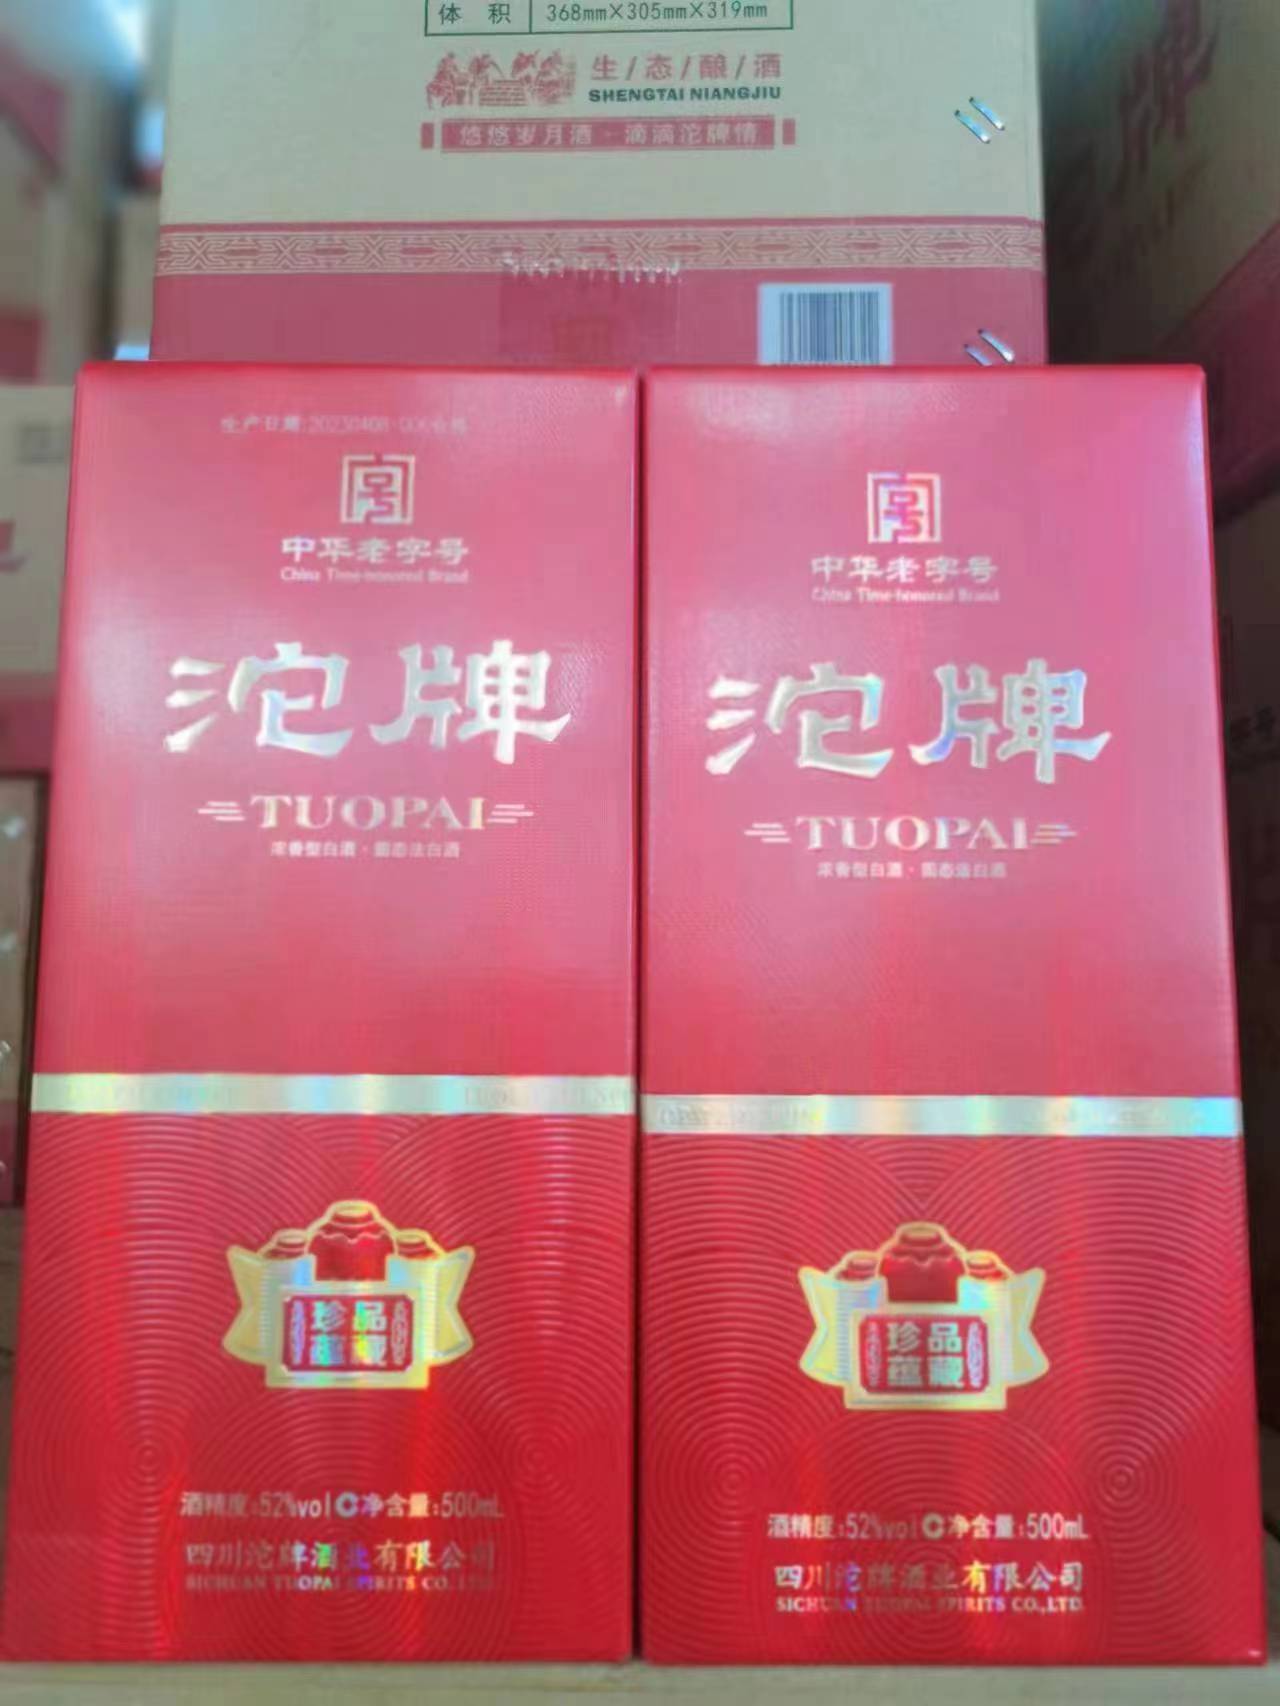 体 积 368mm×305mm×319mm
生/态/酿/酒
SHENGTAI NIANGJIU
悠悠岁月酒·滴滴沱牌情
中华老字号
China Time-honored Brand
沱牌
TUOPAI
浓香型白酒·固态法白酒
珍品
蕴藏
酒精度:52%vol 净含量:500mL
四川沱牌酒业有限公司
SICHUAN TUOPAI SPIRITS CO., LTD.
中华老字号
China Time-honored Brand
沱牌
TUOPAI
浓香型白酒·固态法白酒
珍品
蕴藏
酒精度:52%vol 净含量:500mL
四川沱牌酒业有限公司
SICHUAN TUOPAI SPIRITS CO.,LTD.